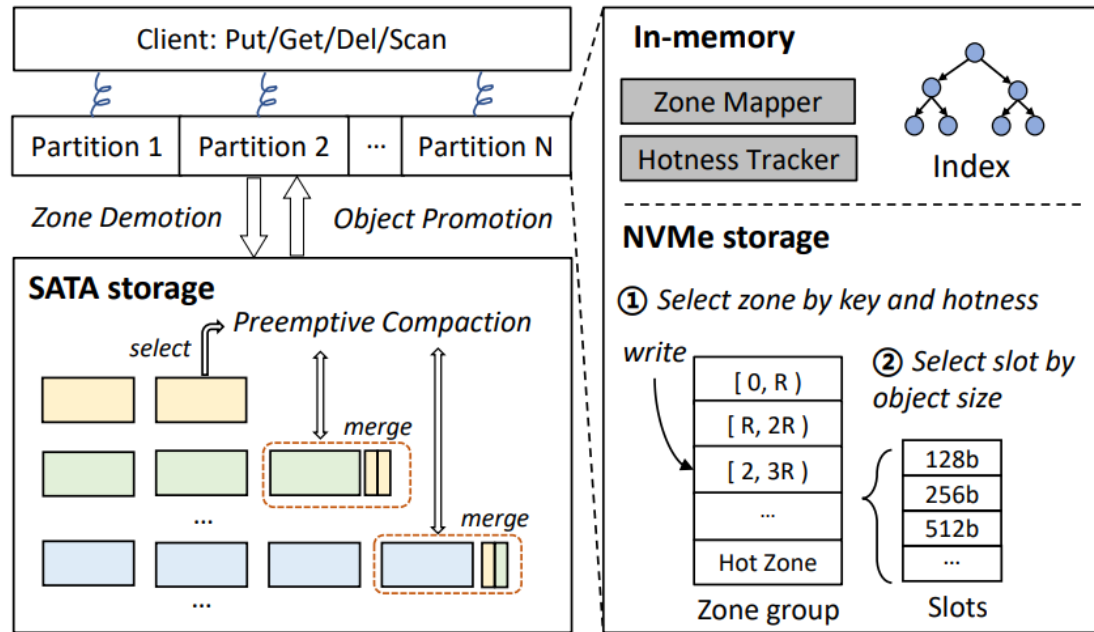 Client: Put/Get/Del/Scan
Partition 1
Partition 2
...
Partition N
Zone Demotion
Object Promotion
SATA storage
Preemptive Compaction
select
merge
...
merge
...
In-memory
Zone Mapper
Hotness Tracker
Index
NVMe storage
① Select zone by key and hotness
write
[ 0, R )
[ R, 2R )
[ 2, 3R )
...
Hot Zone
Zone group
② Select slot by
object size
128b
256b
512b
...
Slots